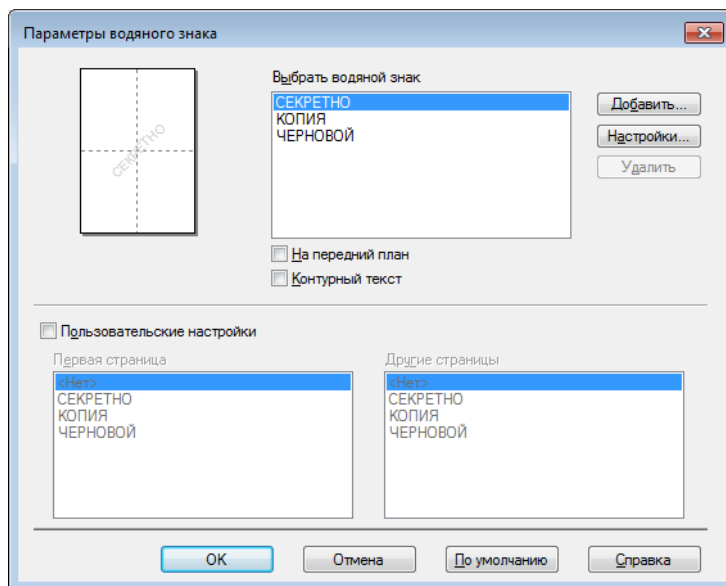 Параметры водяного знака
Выбрать водяной знак
СЕКРЕТНО
СЕКРЕТНО
КОПИЯ
ЧЕРНОВОЙ
Добавить...
Настройки...
Удалить
На передний план
Контурный текст
Пользовательские настройки
Первая страница
<Нет>
СЕКРЕТНО
КОПИЯ
ЧЕРНОВОЙ
Другие страницы
<Нет>
СЕКРЕТНО
КОПИЯ
ЧЕРНОВОЙ
OK
Отмена
По умолчанию
Справка